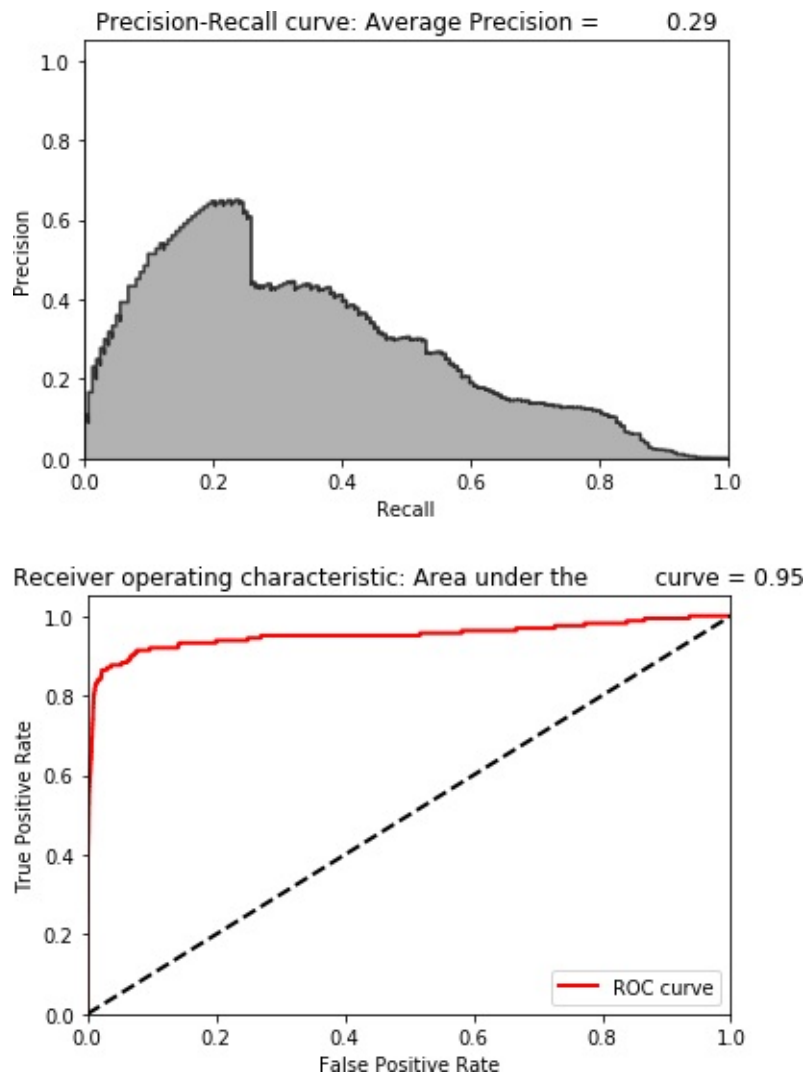 Precision-Recall curve: Average Precision = 0.29
1.0
0.8
0.6
0.4
0.2
0.0
Precision
0.0 0.2 0.4 0.6 0.8 1.0
Recall
Receiver operating characteristic: Area under the curve = 0.95
1.0
0.8
0.6
0.4
0.2
0.0
True Positive Rate
ROC curve
0.0 0.2 0.4 0.6 0.8 1.0
False Positive Rate